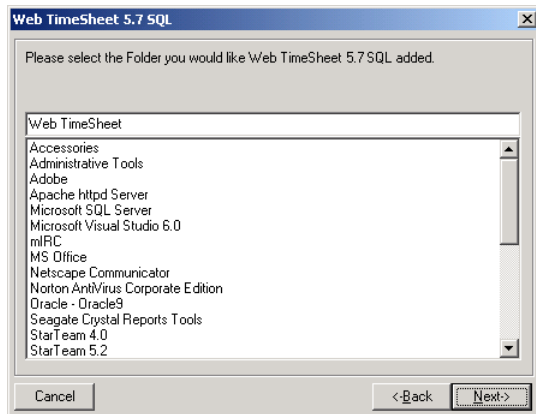 Web TimeSheet 5.7 SQL
Please select the Folder you would like Web TimeSheet 5.7 SQL added.
Web TimeSheet
Accessories
Administrative Tools
Adobe
Apache httpd Server
Microsoft SQL Server
Microsoft Visual Studio 6.0
mIRC
MS Office
Netscape Communicator
Norton AntiVirus Corporate Edition
Oracle - Oracle9
Seagate Crystal Reports Tools
StarTeam 4.0
StarTeam 5.2
Cancel
<-Back
Next->